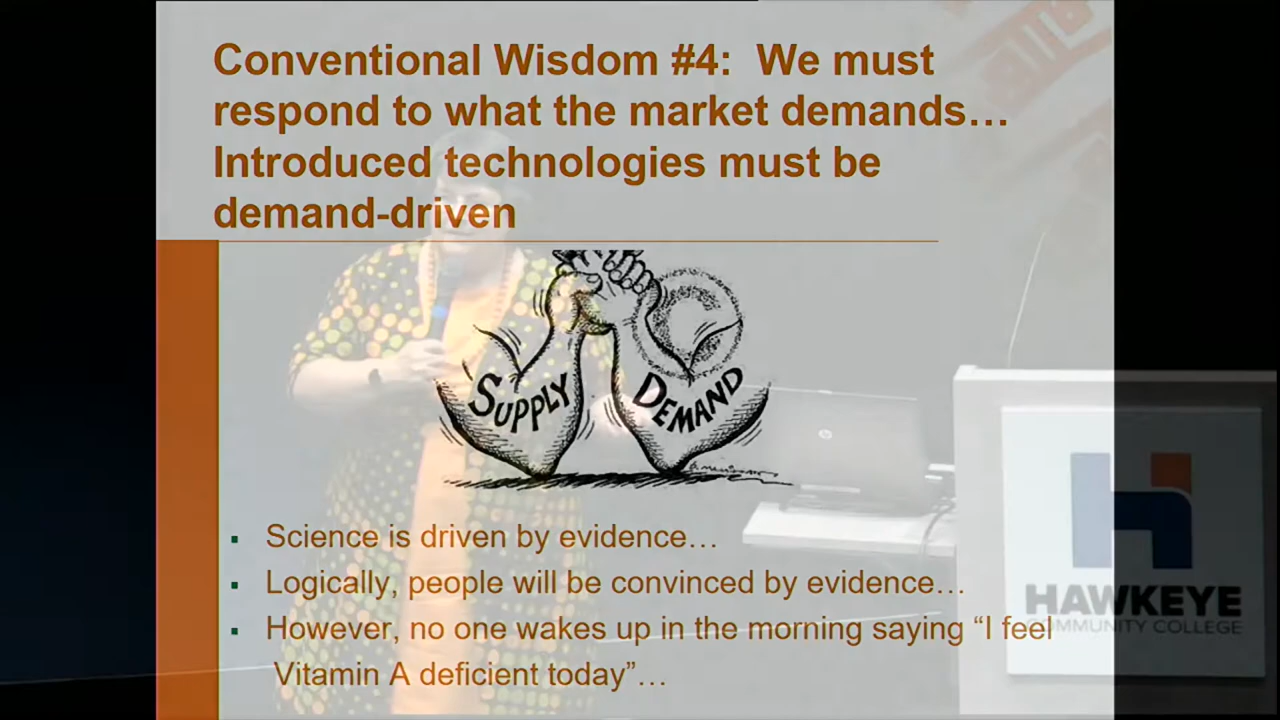 Conventional Wisdom #4:  We must
respond to what the market demands…
Introduced technologies must be
demand-driven
SUPPLY
DEMAND
▪ Science is driven by evidence…
▪ Logically, people will be convinced by evidence…
▪ However, no one wakes up in the morning saying “I feel
Vitamin A deficient today”…
HAWKEYE
COMMUNITY COLLEGE